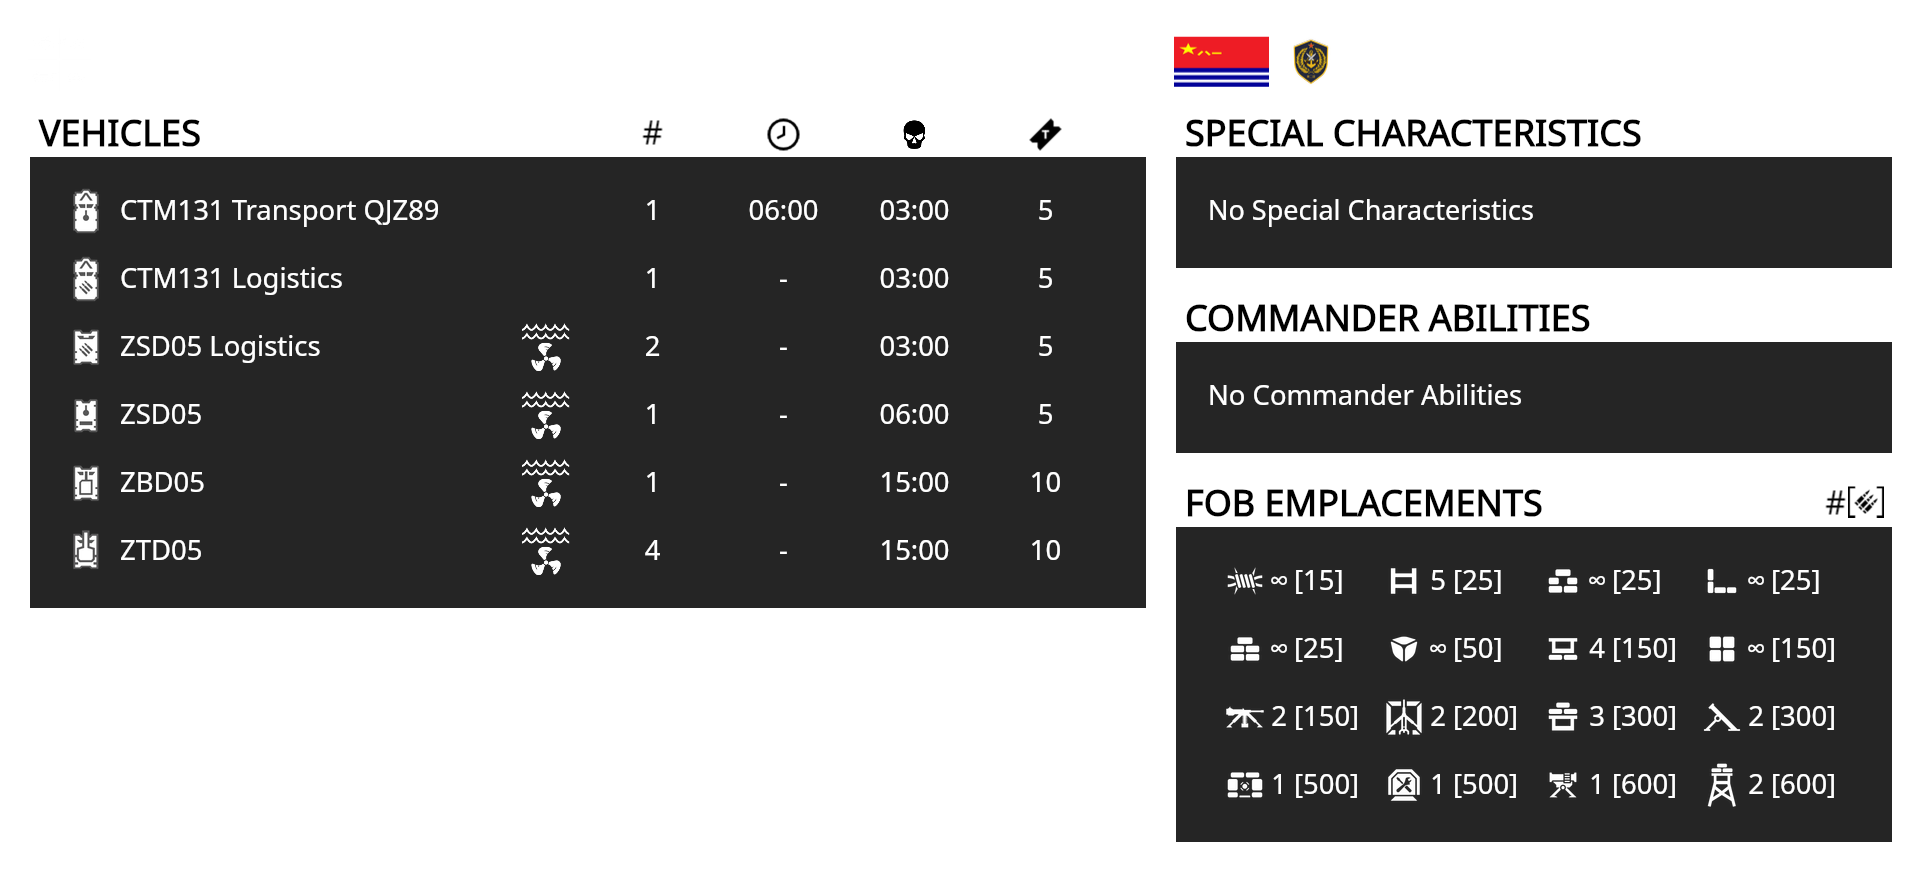 VEHICLES #
CTM131 Transport QJZ89 1 06:00 03:00 5
CTM131 Logistics 1 - 03:00 5
ZSD05 Logistics 2 - 03:00 5
ZSD05 1 - 06:00 5
ZBD05 1 - 15:00 10
ZTD05 4 - 15:00 10
SPECIAL CHARACTERISTICS
No Special Characteristics
COMMANDER ABILITIES
No Commander Abilities
FOB EMPLACEMENTS #[ ]
∞ [15] 5 [25] ∞ [25] ∞ [25]
∞ [25] ∞ [50] 4 [150] ∞ [150]
2 [150] 2 [200] 3 [300] 2 [300]
1 [500] 1 [500] 1 [600] 2 [600]